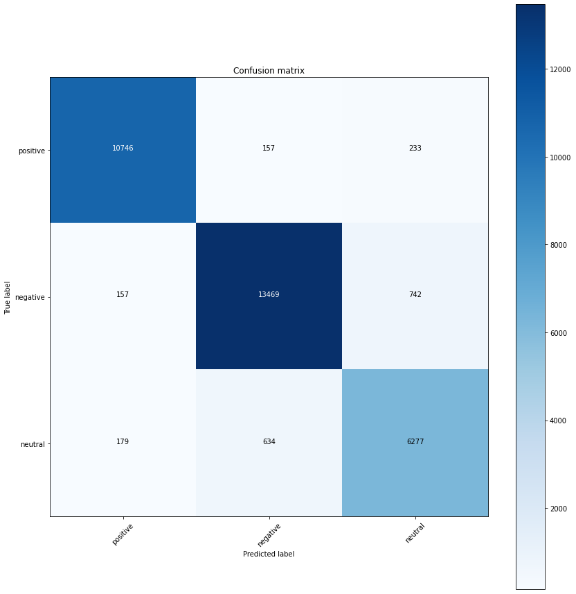 Confusion matrix
positive
10746
157
233
negative
157
13469
742
neutral
179
634
6277
True label
positive
negative
neutral
Predicted label
12000
10000
8000
6000
4000
2000